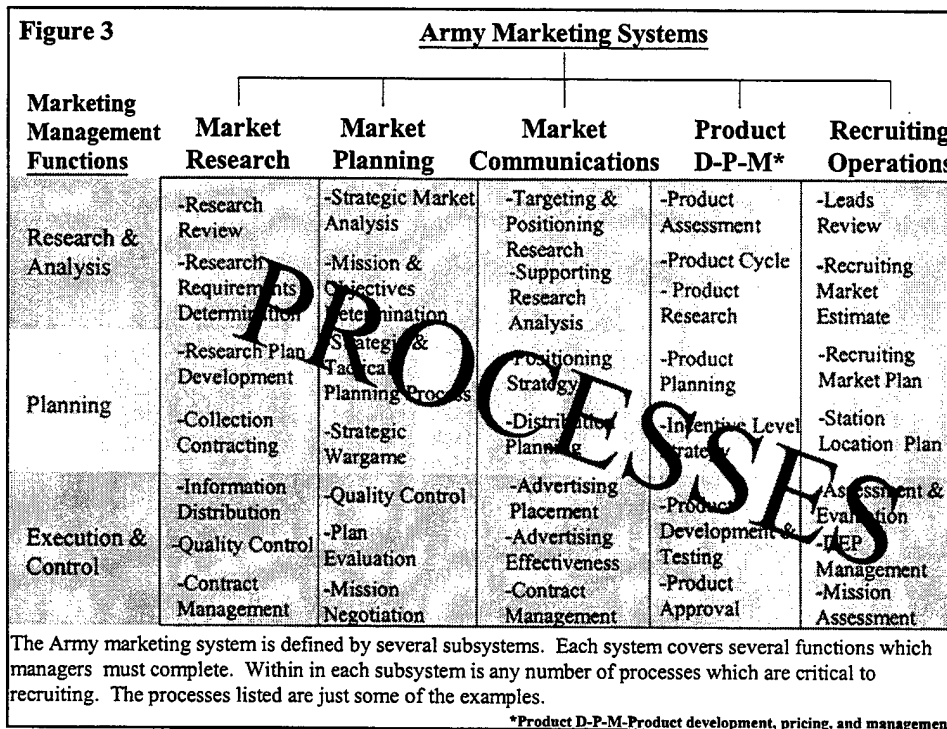 Figure 3
Army Marketing Systems
Marketing
Management
Functions
Market
Research
Market
Planning
Market
Communications
Product
D-P-M*
Recruiting
Operations
Research &
Analysis
-Research
Review
-Research
Requirements
Determination
-Strategic Market
Analysis
-Mission &
Objectives
Determination
-Targeting &
Positioning
Research
-Supporting
Research
Analysis
-Product
Assessment
-Product Cycle
- Product
Research
-Leads
Review
-Recruiting
Market
Estimate
Planning
-Research Plan
Development
-Collection
Contracting
-Strategic &
Tactical
Planning Process
-Strategic
Wargame
-Positioning
Strategy
-Distribution
Planning
-Product
Planning
-Incentive Level
Strategy
-Recruiting
Market Plan
-Station
Location Plan
Execution &
Control
-Information
Distribution
-Quality Control
-Contract
Management
-Quality Control
-Plan
Evaluation
-Mission
Negotiation
-Advertising
Placement
-Advertising
Effectiveness
-Contract
Management
-Product
Development &
Testing
-Product
Approval
-Assessment &
Evaluation
-DEP
Management
-Mission
Assessment
PROCESSES
The Army marketing system is defined by several subsystems. Each system covers several functions which
managers must complete. Within in each subsystem is any number of processes which are critical to
recruiting. The processes listed are just some of the examples.
*Product D-P-M-Product development, pricing, and management